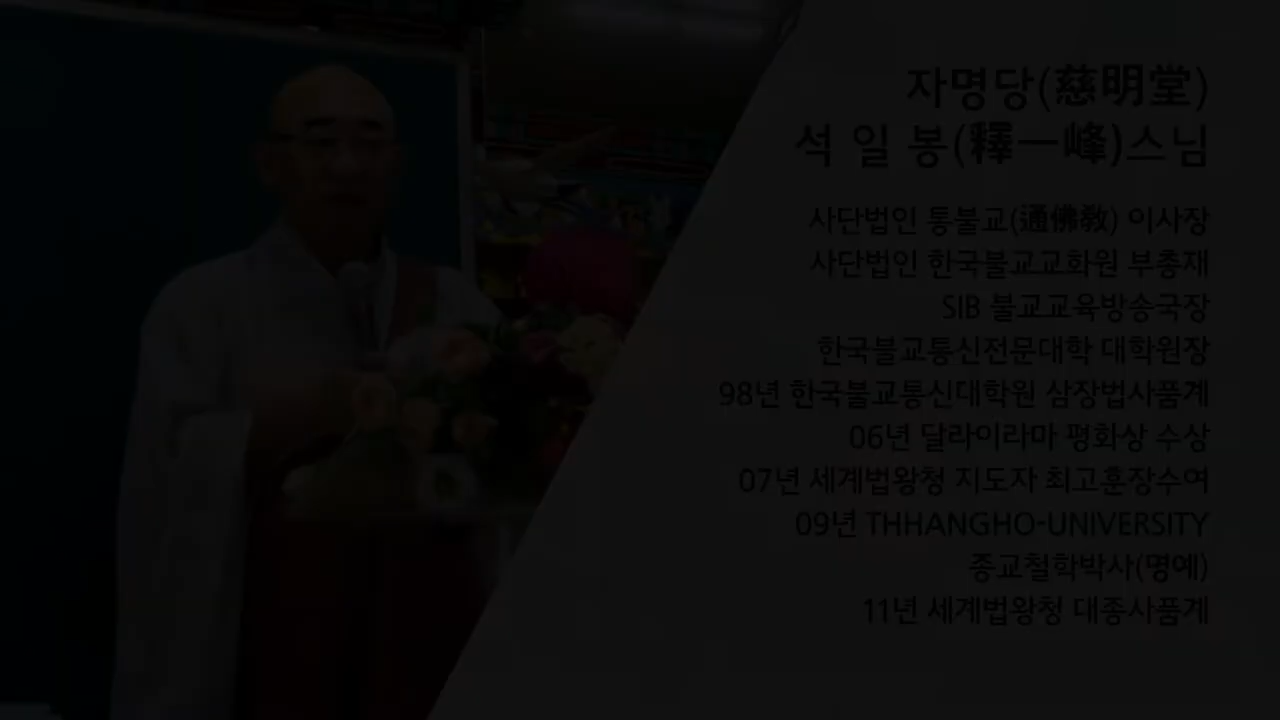 자명당(慈明堂)
석 일 봉(釋一峰)스님
사단법인 통불교(通佛敎) 이사장
사단법인 한국불교교화원 부총재
SIB 불교교육방송국장
한국불교통신전문대학 대학원장
98년 한국불교통신대학원 삼장법사품계
06년 달라이라마 평화상 수상
07년 세계법왕청 지도자 최고훈장수여
09년 THHANGHO-UNIVERSITY
종교철학박사(명예)
11년 세계법왕청 대종사품계